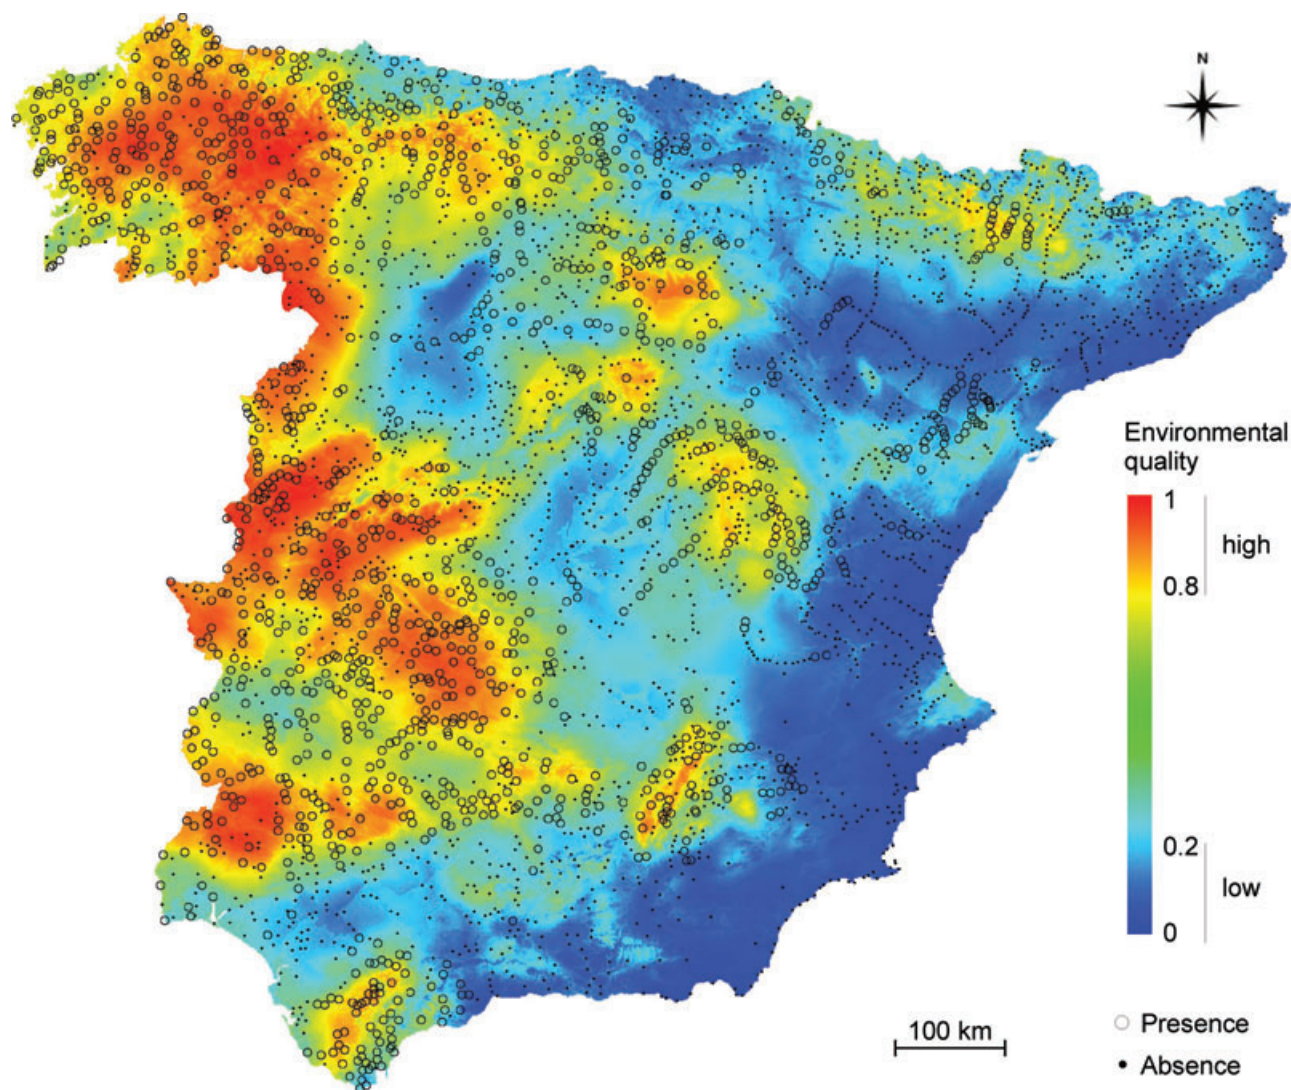 N
Environmental
quality
1
high
0.8
0.2
low
0
100 km
Presence
Absence